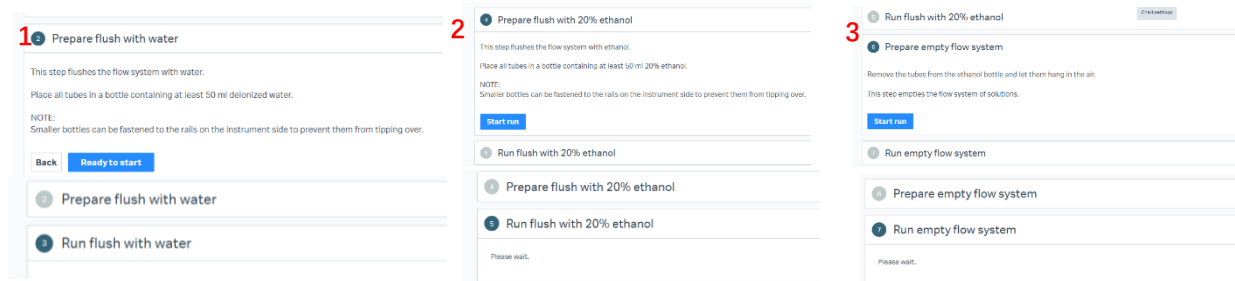 1
2 Prepare flush with water
This step flushes the flow system with water.
Place all tubes in a bottle containing at least 50 ml deionized water.
NOTE:
Smaller bottles can be fastened to the rails on the instrument side to prevent them from tipping over.
Back Ready to start
2 Prepare flush with water
3 Run flush with water
2
4 Prepare flush with 20% ethanol
This step flushes the flow system with ethanol.
Place all tubes in a bottle containing at least 50 ml 20% ethanol.
NOTE:
Smaller bottles can be fastened to the rails on the instrument side to prevent them from tipping over.
Start run
5 Run flush with 20% ethanol
4 Prepare flush with 20% ethanol
5 Run flush with 20% ethanol
Please wait.
3
5 Run flush with 20% ethanol
Chart settings
6 Prepare empty flow system
Remove the tubes from the ethanol bottle and let them hang in the air.
This step empties the flow system of solutions.
Start run
7 Run empty flow system
6 Prepare empty flow system
7 Run empty flow system
Please wait.